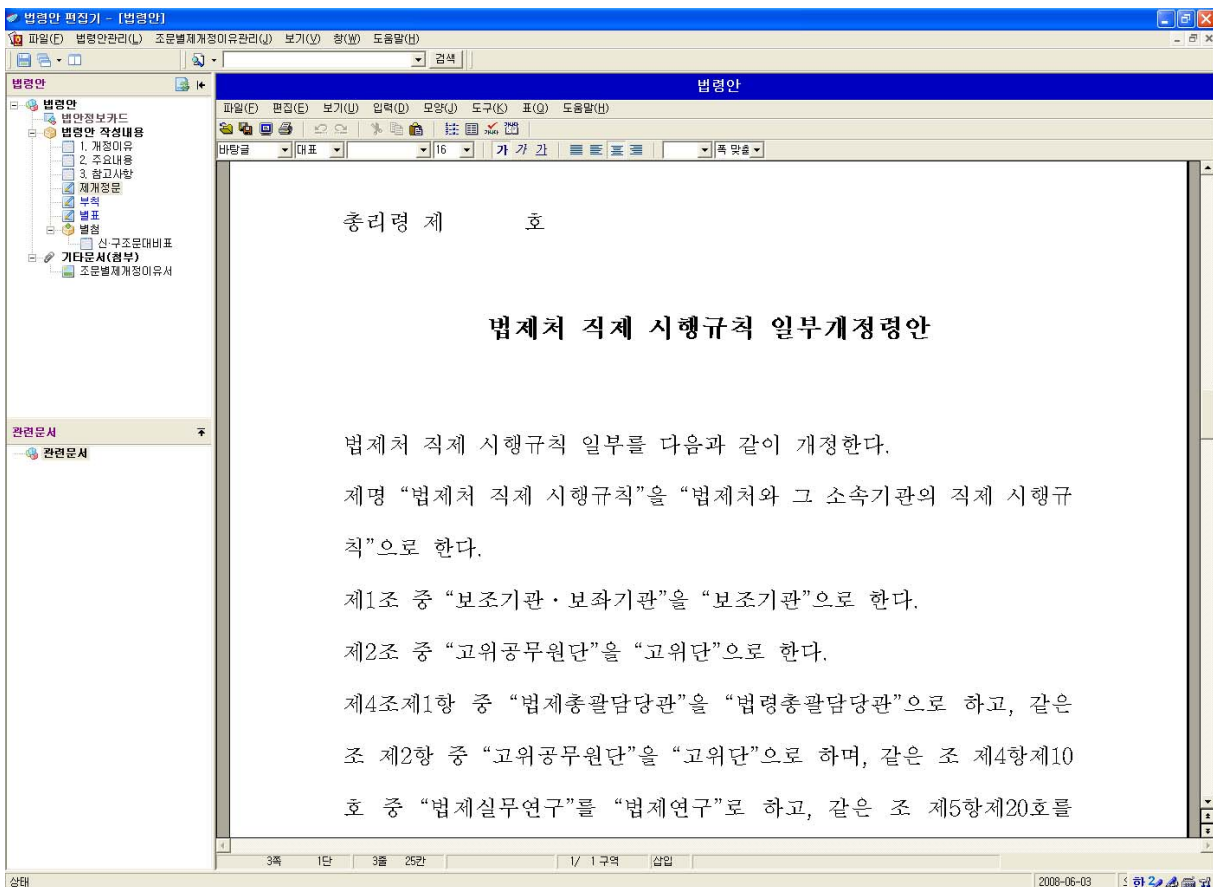 법령안 편집기 - [법령안]
파일(F) 법령안관리(L) 조문별제개정이유관리(J) 보기(V) 창(W) 도움말(H)
검색
법령안
법령안
법안정보카드
법령안 작성내용
1. 개정이유
2. 주요내용
3. 참고사항
제개정문
부칙
별표
별첨
신·구조문대비표
기타문서(첨부)
조문별제개정이유서
관련문서
관련문서
법령안
파일(F) 편집(E) 보기(U) 입력(D) 모양(J) 도구(K) 표(Q) 도움말(H)
바탕글 대표 16 가 가 가 폭 맞춤
총리령 제 호
법제처 직제 시행규칙 일부개정령안
법제처 직제 시행규칙 일부를 다음과 같이 개정한다.
제명 “법제처 직제 시행규칙”을 “법제처와 그 소속기관의 직제 시행규
칙”으로 한다.
제1조 중 “보조기관·보좌기관”을 “보조기관”으로 한다.
제2조 중 “고위공무원단”을 “고위단”으로 한다.
제4조제1항 중 “법제총괄담당관”을 “법령총괄담당관”으로 하고, 같은
조 제2항 중 “고위공무원단”을 “고위단”으로 하며, 같은 조 제4항제10
호 중 “법제실무연구”를 “법제연구”로 하고, 같은 조 제5항제20호를
3쪽 1단 3줄 25칸 1/ 1구역 삽입
상태 2008-06-03 한